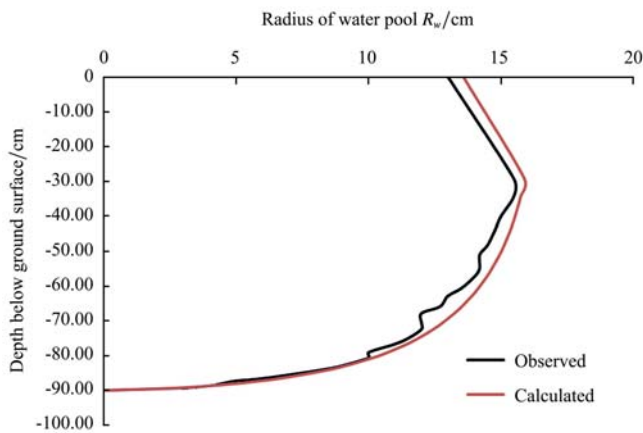 Radius of water pool Rw/cm
0 5 10 15 20
0
-10.00
-20.00
-30.00
-40.00
-50.00
-60.00
-70.00
-80.00
-90.00
-100.00
Depth below ground surface/cm
Observed
Calculated